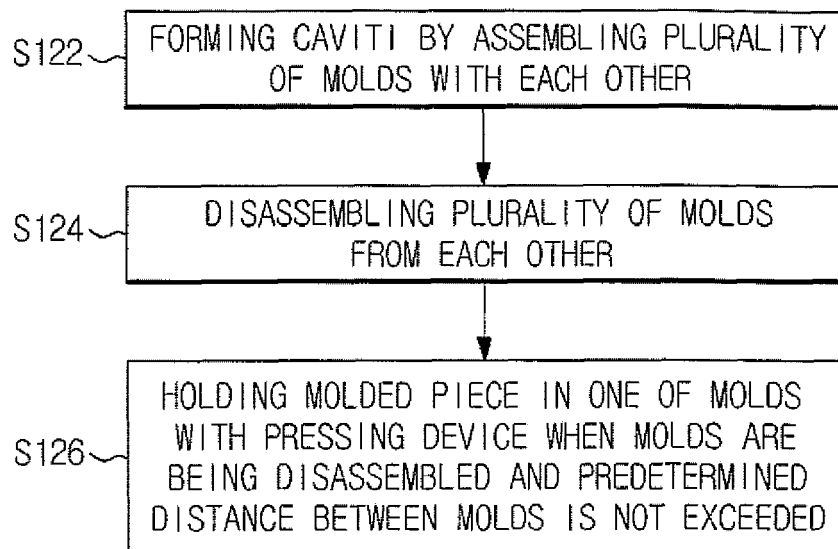 S122
FORMING CAVITI BY ASSEMBLING PLURALITY
OF MOLDS WITH EACH OTHER
S124
DISASSEMBLING PLURALITY OF MOLDS
FROM EACH OTHER
S126
HOLDING MOLDED PIECE IN ONE OF MOLDS
WITH PRESSING DEVICE WHEN MOLDS ARE
BEING DISASSEMBLED AND PREDETERMINED
DISTANCE BETWEEN MOLDS IS NOT EXCEEDED